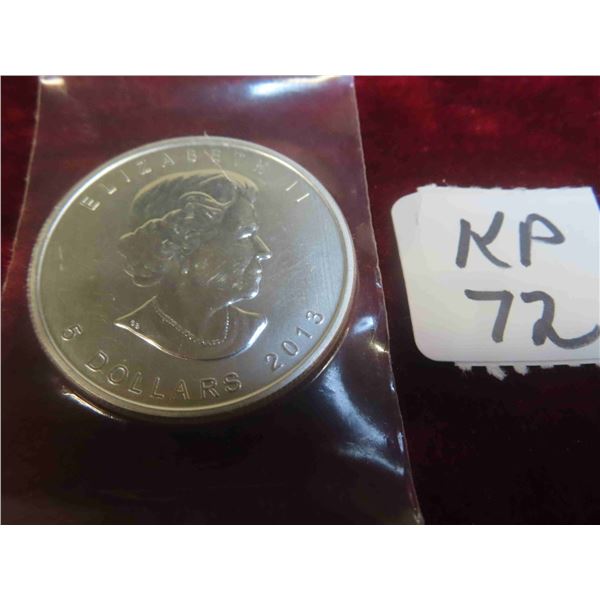 ELIZABETH II
5 DOLLARS 2013
KP
72